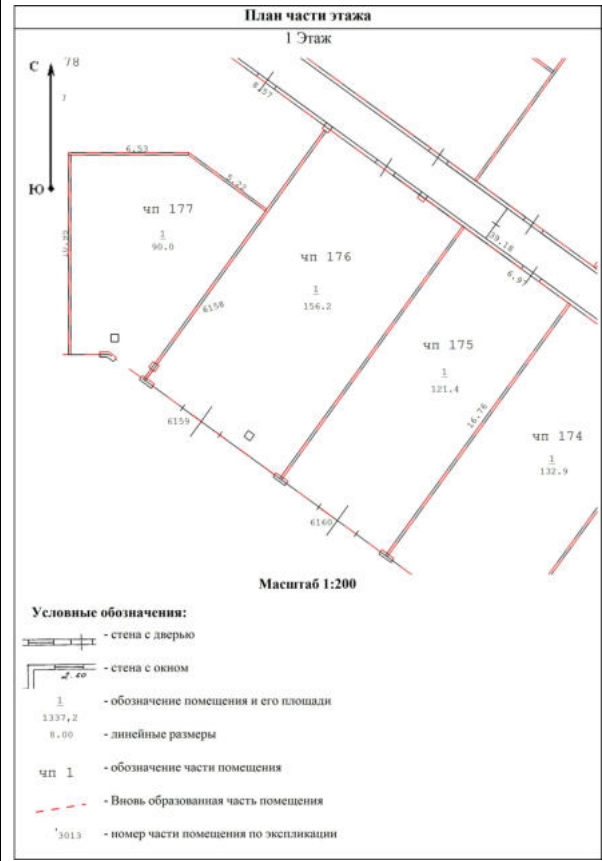 План части этажа
1 Этаж
С
78
7
8.57
6.53
5.22
Ю
чп 177
1
90.0
39.18
6.97
чп 176
1
156.2
6158
чп 175
1
121.4
16.76
6159
чп 174
1
132.9
6160
Масштаб 1:200
Условные обозначения:
- стена с дверью
- стена с окном
1
1337,2
- обозначение помещения и его площади
8.00
- линейные размеры
чп 1
- обозначение части помещения
- Вновь образованная часть помещения
'3013
- номер части помещения по экспликации